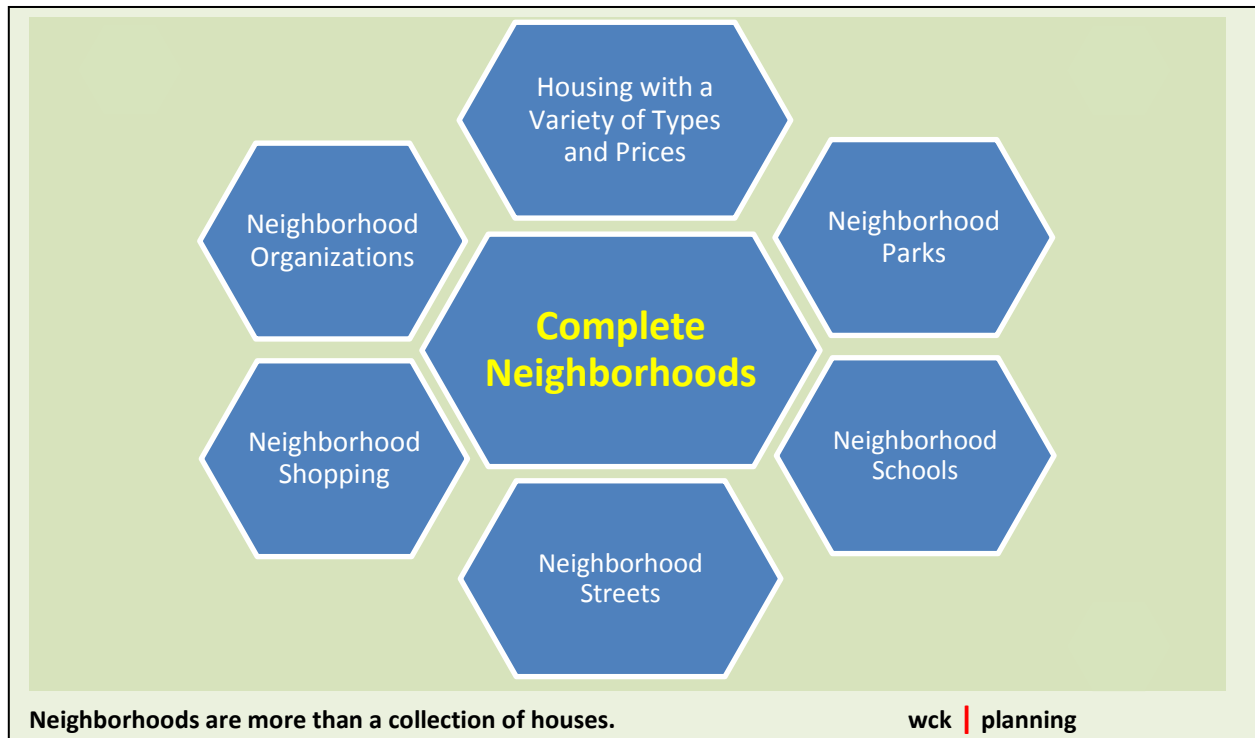 Housing with a
Variety of Types
and Prices
Neighborhood
Organizations
Neighborhood
Parks
Complete
Neighborhoods
Neighborhood
Shopping
Neighborhood
Schools
Neighborhood
Streets
Neighborhoods are more than a collection of houses.
wck | planning